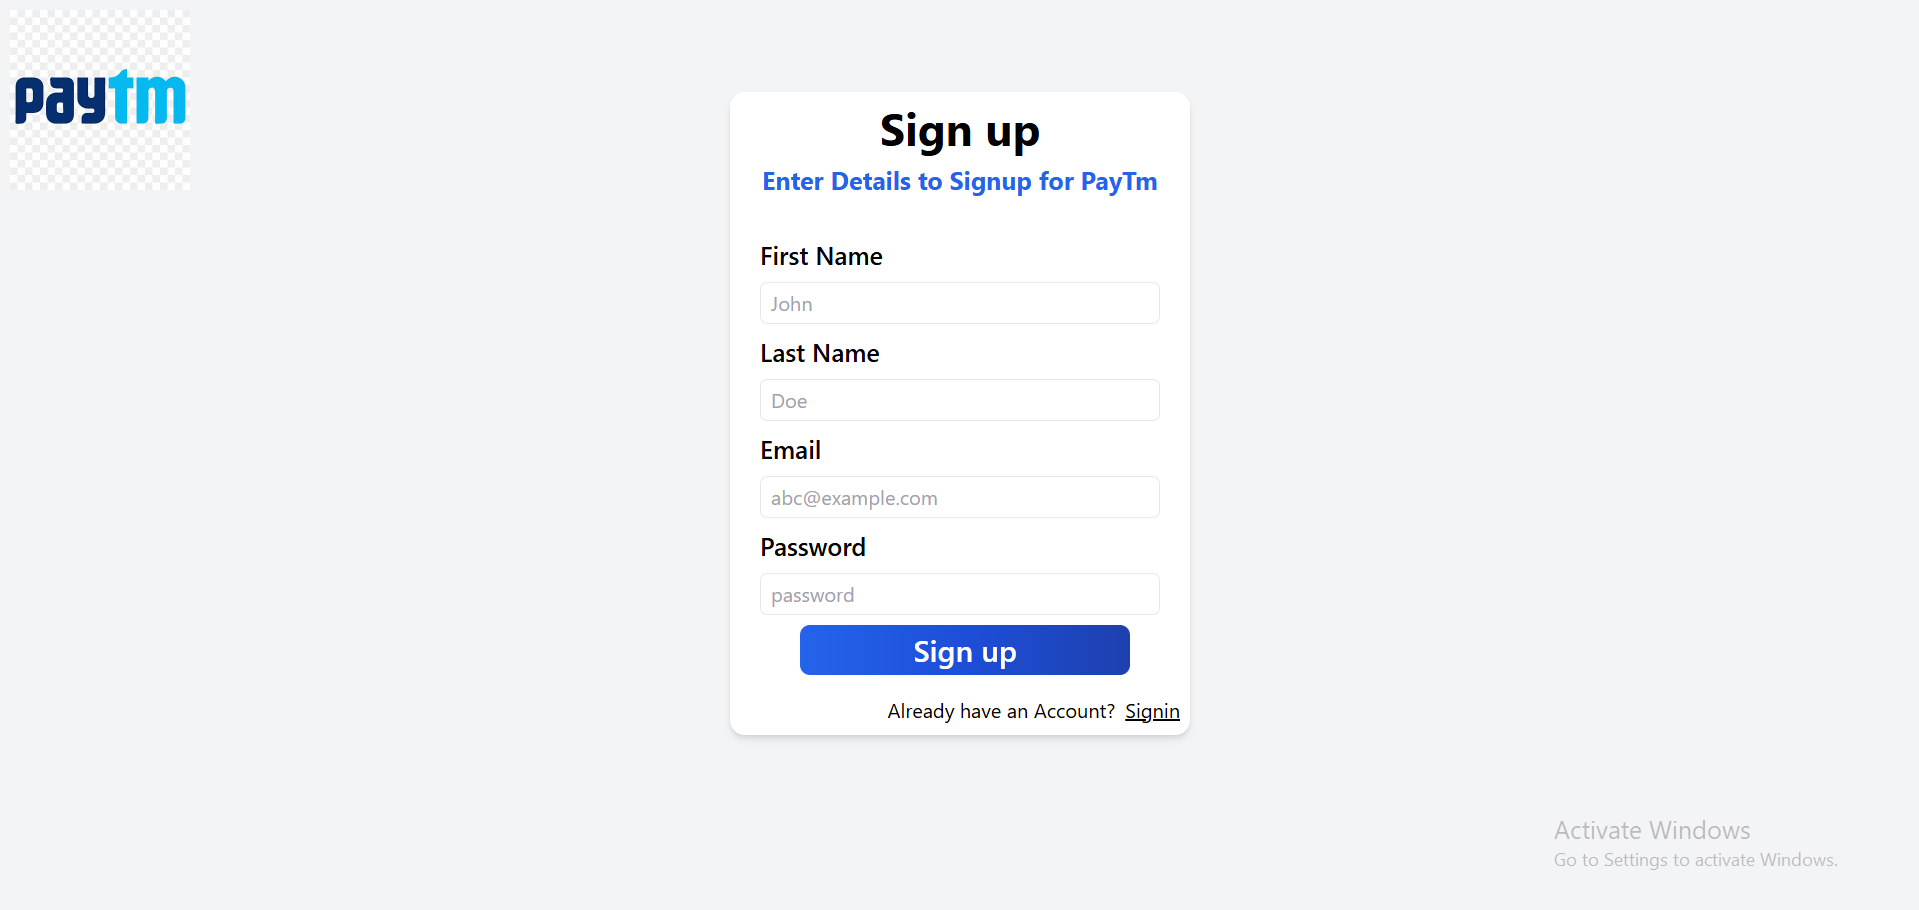 paytm
Sign up
Enter Details to Signup for PayTm
First Name
John
Last Name
Doe
Email
abc@example.com
Password
password
Sign up
Already have an Account? Signin
Activate Windows
Go to Settings to activate Windows.